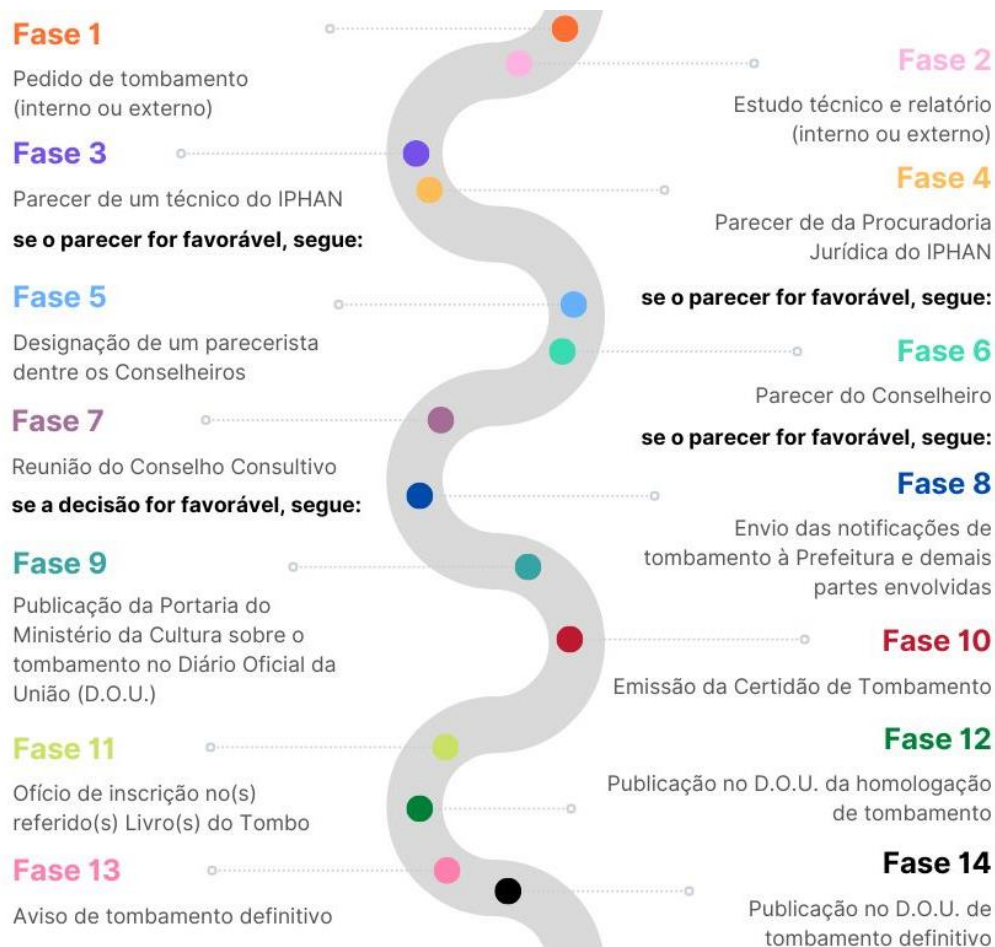 Fase 1
Pedido de tombamento
(interno ou externo)
Fase 2
Estudo técnico e relatório
(interno ou externo)
Fase 3
Parecer de um técnico do IPHAN
se o parecer for favorável, segue:
Fase 4
Parecer de da Procuradoria
Jurídica do IPHAN
se o parecer for favorável, segue:
Fase 5
Designação de um parecerista
dentre os Conselheiros
Fase 6
Parecer do Conselheiro
se o parecer for favorável, segue:
Fase 7
Reunião do Conselho Consultivo
se a decisão for favorável, segue:
Fase 8
Envio das notificações de
tombamento à Prefeitura e demais
partes envolvidas
Fase 9
Publicação da Portaria do
Ministério da Cultura sobre o
tombamento no Diário Oficial da
União (D.O.U.)
Fase 10
Emissão da Certidão de Tombamento
Fase 11
Ofício de inscrição no(s)
referido(s) Livro(s) do Tombo
Fase 12
Publicação no D.O.U. da homologação
de tombamento
Fase 13
Aviso de tombamento definitivo
Fase 14
Publicação no D.O.U. de
tombamento definitivo